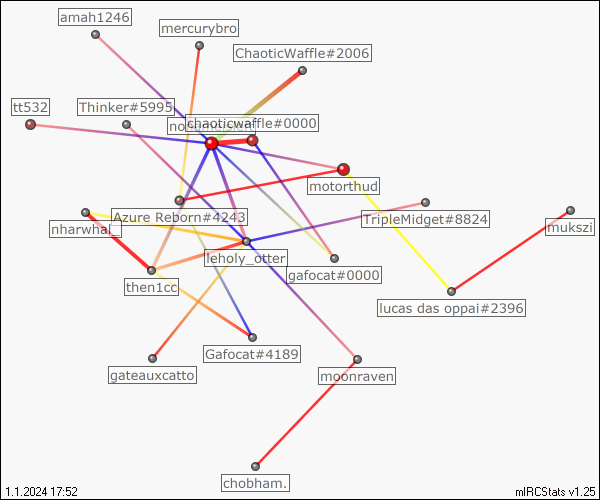 amah1246
mercurybro
ChaoticWaffle#2006
tt532
Thinker#5995
chaoticwaffle#0000
motorthud
TripleMidget#8824
Azure Reborn#4243
mukszi
nharwhal_
leholy_otter
gafocat#0000
then1cc
lucas das oppai#2396
Gafocat#4189
gateauxcatto
moonraven
chobham.
1.1.2024 17:52
mIRCStats v1.25